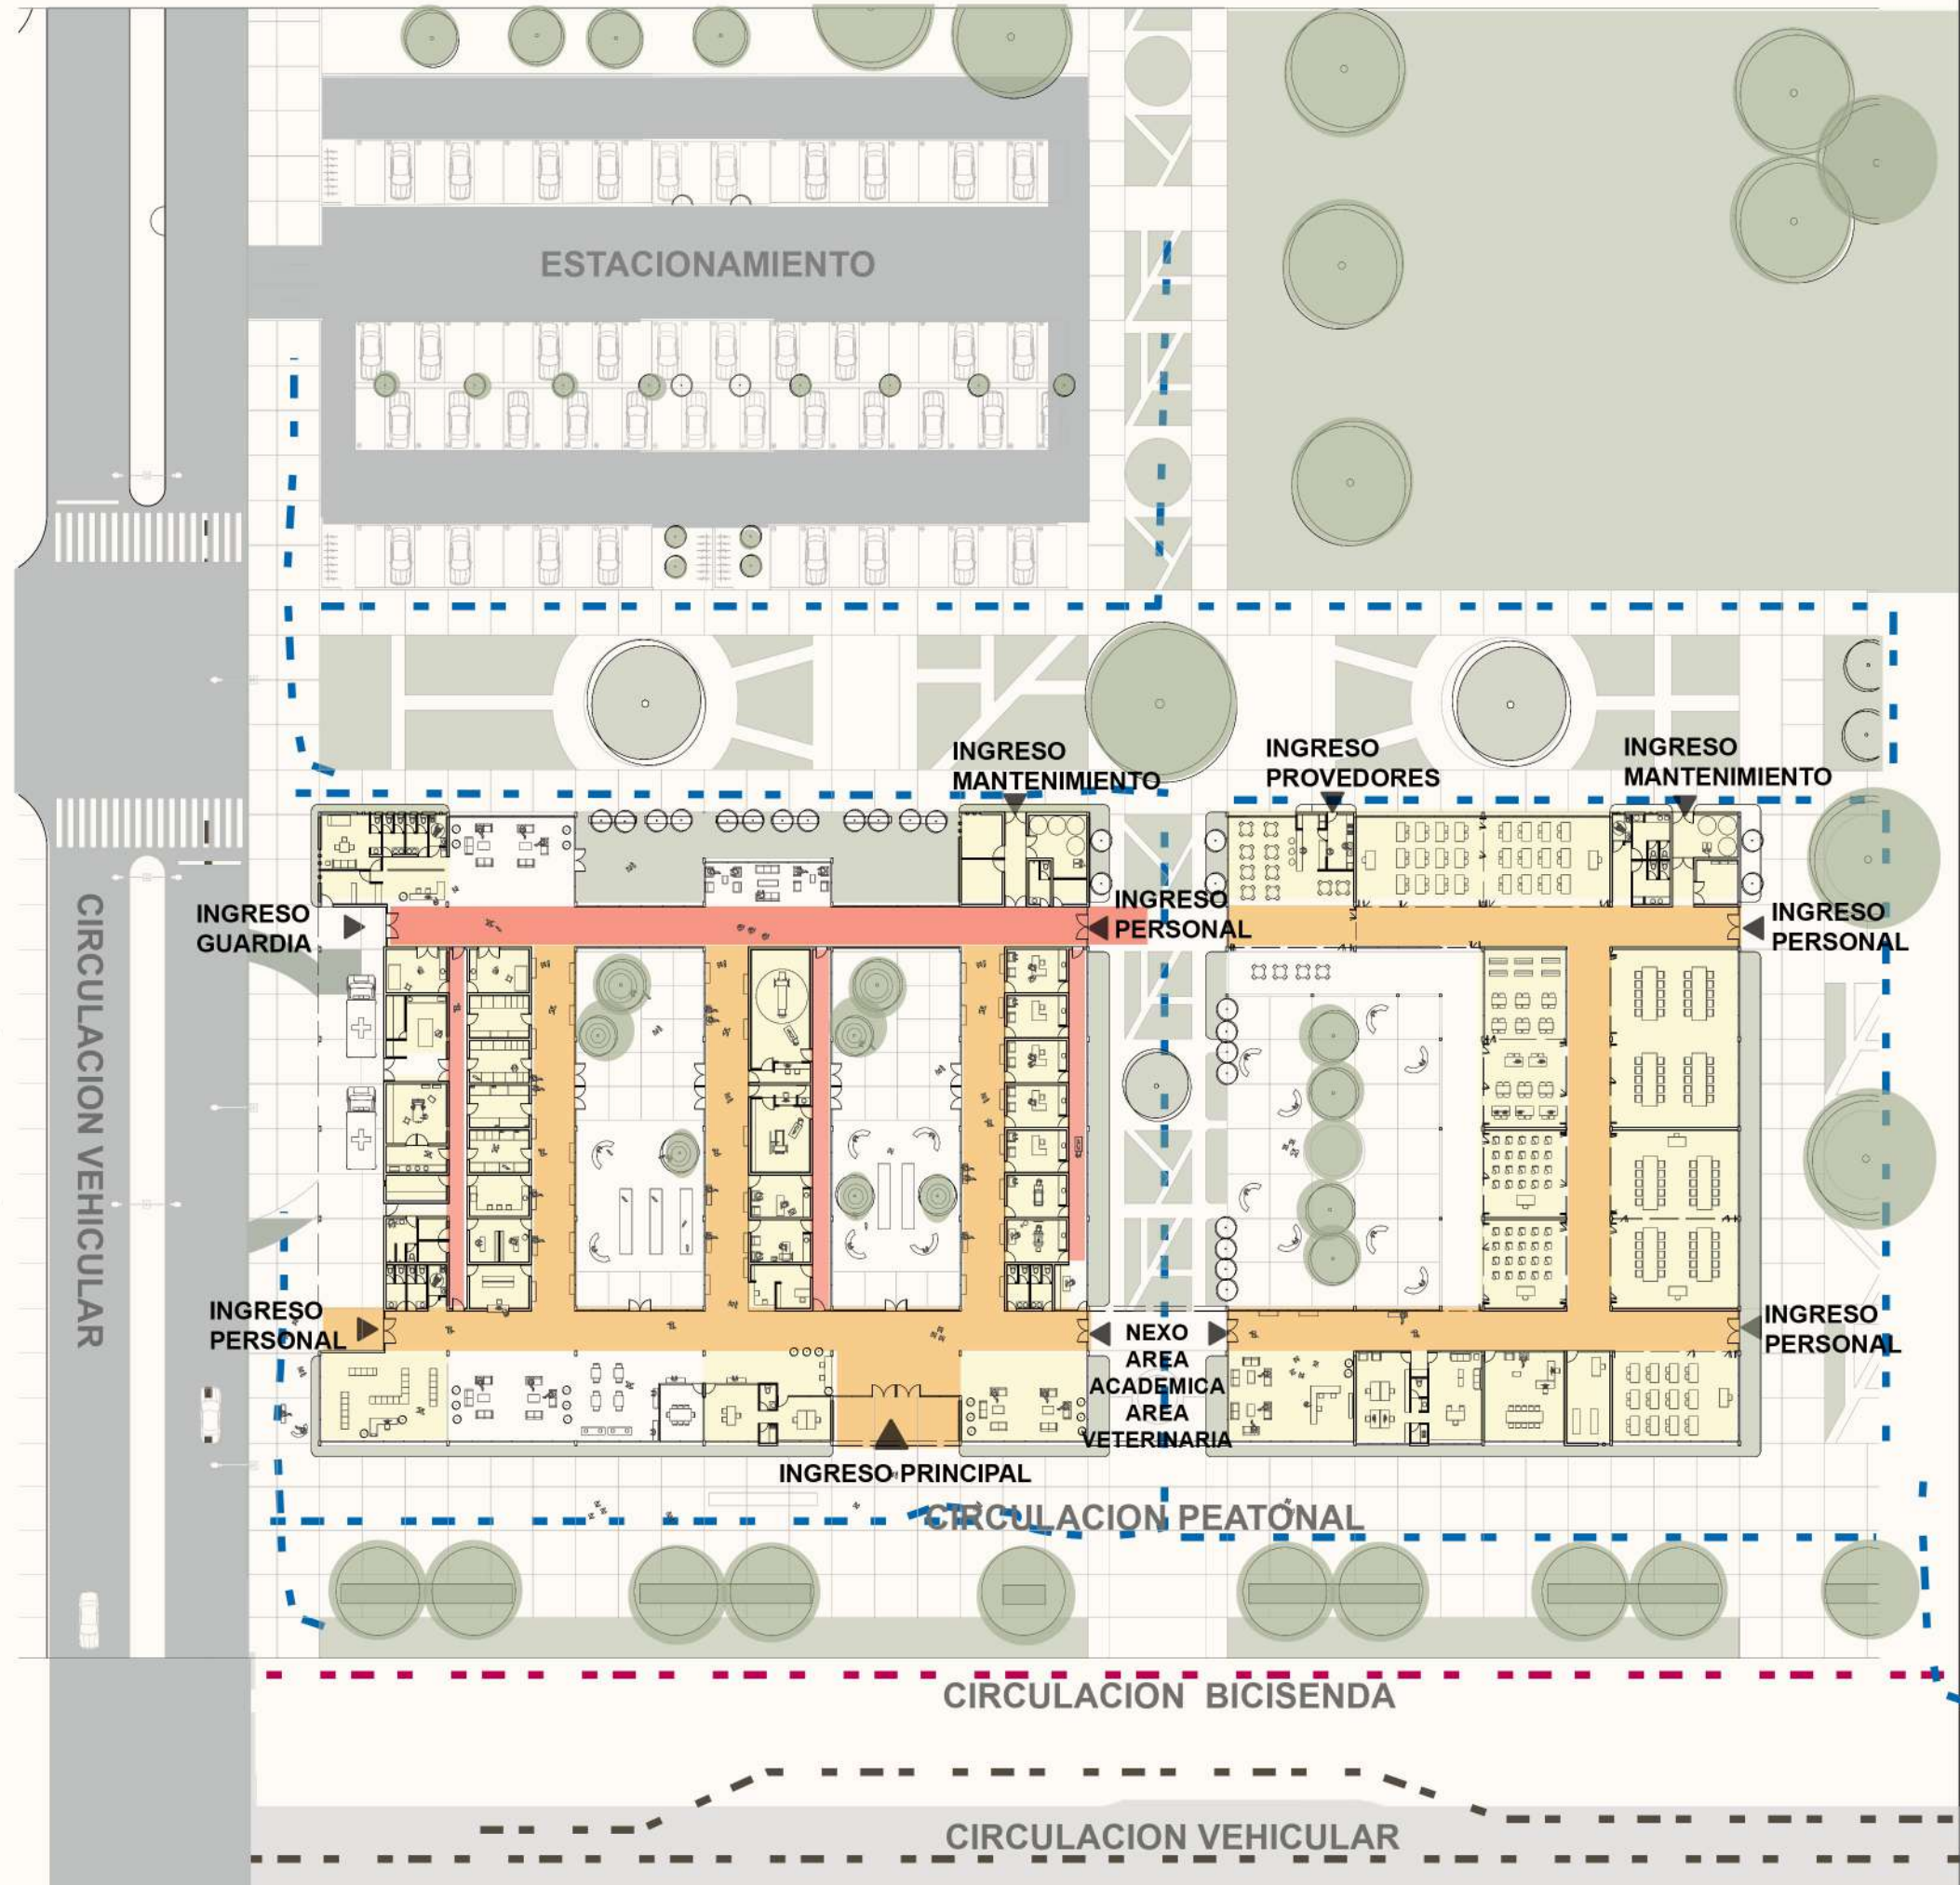 ESTACIONAMIENTO
INGRESO
MANTENIMIENTO
INGRESO
PROVEDORES
INGRESO
MANTENIMIENTO
INGRESO
GUARDIA
INGRESO
PERSONAL
INGRESO
PERSONAL
CIRCULACION VEHICULAR
INGRESO
PERSONAL
NEXO
AREA
ACADEMICA
AREA
VETERINARIA
INGRESO
PERSONAL
INGRESO PRINCIPAL
CIRCULACION PEATONAL
CIRCULACION BICISENDA
CIRCULACION VEHICULAR